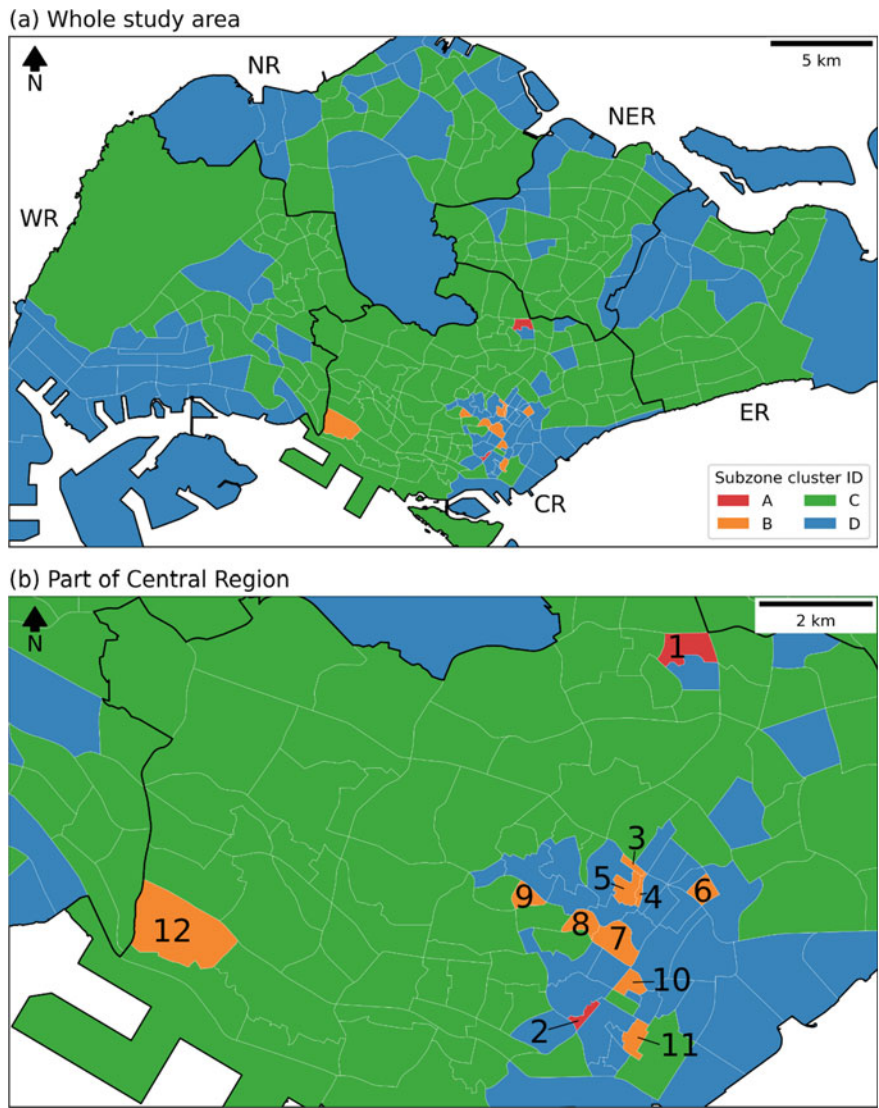 (a) Whole study area
N
5 km
NR
NER
WR
ER
CR
Subzone cluster ID
A
C
B
D
(b) Part of Central Region
N
2 km
1
3
5
4
6
9
8
7
12
10
2
11